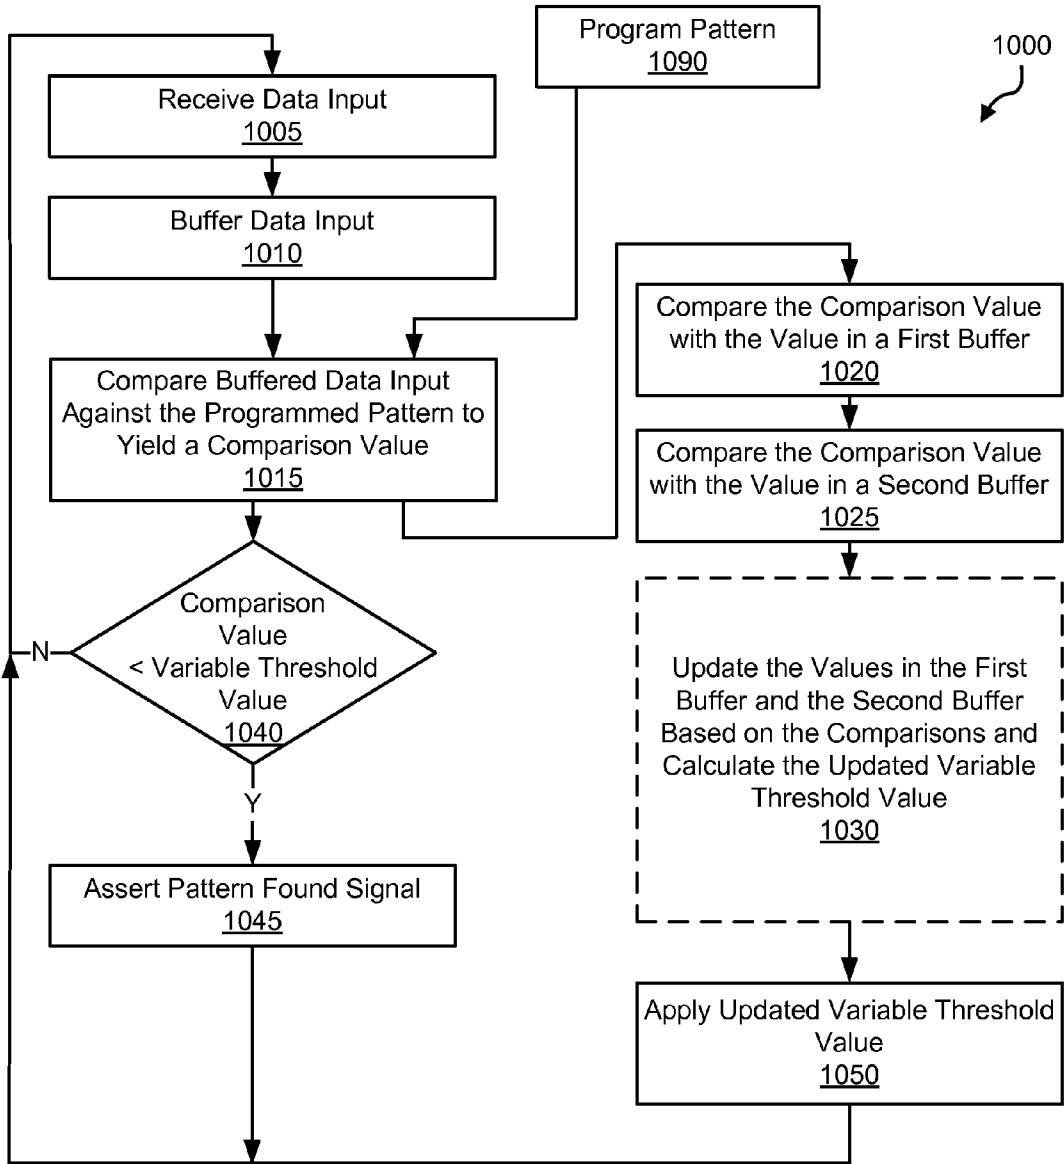 Program Pattern
1090
1000
Receive Data Input
1005
Buffer Data Input
1010
Compare Buffered Data Input
Against the Programmed Pattern to
Yield a Comparison Value
1015
Compare the Comparison Value
with the Value in a First Buffer
1020
Compare the Comparison Value
with the Value in a Second Buffer
1025
Comparison
Value
< Variable Threshold
Value
1040
N
Y
Update the Values in the First
Buffer and the Second Buffer
Based on the Comparisons and
Calculate the Updated Variable
Threshold Value
1030
Assert Pattern Found Signal
1045
Apply Updated Variable Threshold
Value
1050